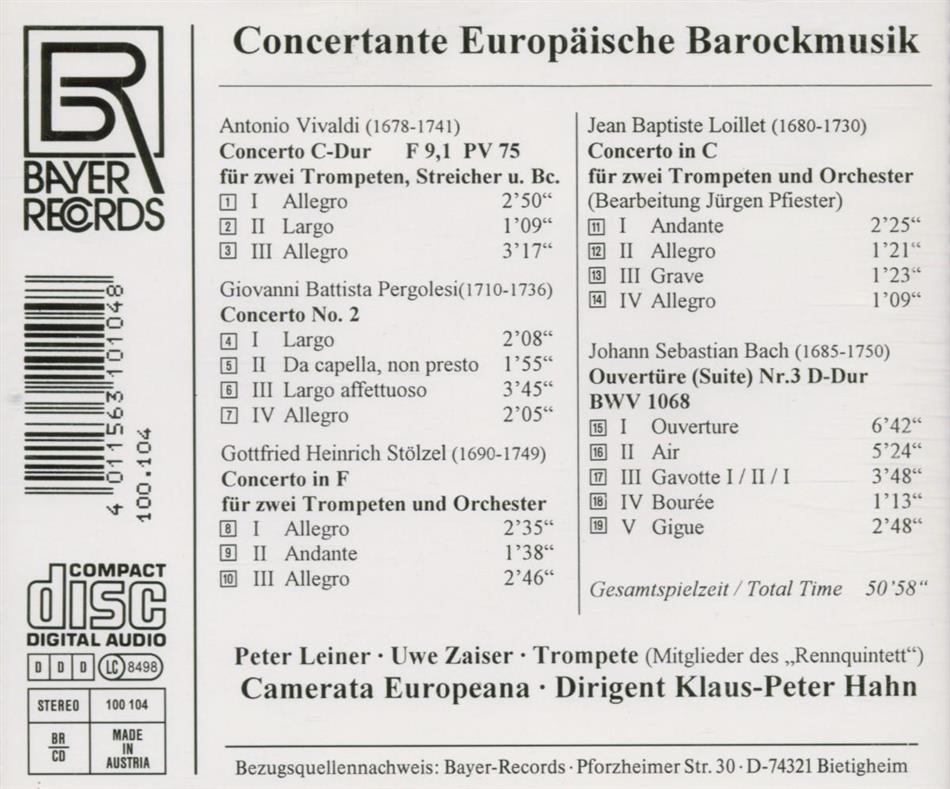 BR
BAYER
RECORDS
4 011563 101048
100.104
COMPACT
disc
DIGITAL AUDIO
D D D LC 8498
STEREO 100 104
BR
CD
MADE
IN
AUSTRIA
Concertante Europäische Barockmusik
Antonio Vivaldi (1678-1741)
Concerto C-Dur F 9,1 PV 75
für zwei Trompeten, Streicher u. Bc.
1 I Allegro 2’50“
2 II Largo 1’09“
3 III Allegro 3’17“
Giovanni Battista Pergolesi(1710-1736)
Concerto No. 2
4 I Largo 2’08“
5 II Da capella, non presto 1’55“
6 III Largo affettuoso 3’45“
7 IV Allegro 2’05“
Gottfried Heinrich Stölzel (1690-1749)
Concerto in F
für zwei Trompeten und Orchester
8 I Allegro 2’35“
9 II Andante 1’38“
10 III Allegro 2’46“
Jean Baptiste Loillet (1680-1730)
Concerto in C
für zwei Trompeten und Orchester
(Bearbeitung Jürgen Pfiester)
11 I Andante 2’25“
12 II Allegro 1’21“
13 III Grave 1’23“
14 IV Allegro 1’09“
Johann Sebastian Bach (1685-1750)
Ouvertüre (Suite) Nr.3 D-Dur
BWV 1068
15 I Ouverture 6’42“
16 II Air 5’24“
17 III Gavotte I / II / I 3’48“
18 IV Bourée 1’13“
19 V Gigue 2’48“
Gesamtspielzeit / Total Time 50’58“
Peter Leiner · Uwe Zaiser · Trompete (Mitglieder des „Rennquintett“)
Camerata Europeana · Dirigent Klaus-Peter Hahn
Bezugsquellennachweis: Bayer-Records · Pforzheimer Str. 30 · D-74321 Bietigheim